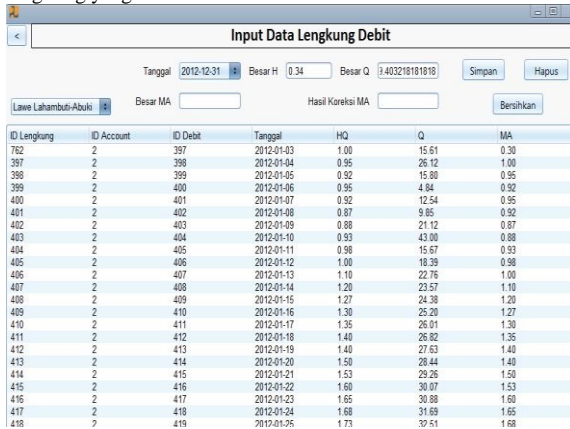 <
Input Data Lengkung Debit
Tanggal 2012-12-31 Besar H 0.34 Besar Q 9.403218181818 Simpan Hapus
Lawe Lahambuti-Abuki Besar MA Hasil Koreksi MA Bersihkan
ID Lengkung ID Account ID Debit Tanggal HQ Q MA
762 2 397 2012-01-03 1.00 15.61 0.30
397 2 398 2012-01-04 0.95 26.12 1.00
398 2 399 2012-01-05 0.92 15.80 0.95
399 2 400 2012-01-06 0.95 4.84 0.92
400 2 401 2012-01-07 0.92 12.54 0.95
401 2 402 2012-01-08 0.87 9.85 0.92
402 2 403 2012-01-09 0.88 21.12 0.87
403 2 404 2012-01-10 0.93 43.00 0.88
404 2 405 2012-01-11 0.98 15.67 0.93
405 2 406 2012-01-12 1.00 18.39 0.98
406 2 407 2012-01-13 1.10 22.76 1.00
407 2 408 2012-01-14 1.20 23.57 1.10
408 2 409 2012-01-15 1.27 24.38 1.20
409 2 410 2012-01-16 1.30 25.20 1.27
410 2 411 2012-01-17 1.35 26.01 1.30
411 2 412 2012-01-18 1.40 26.82 1.35
412 2 413 2012-01-19 1.40 27.63 1.40
413 2 414 2012-01-20 1.50 28.44 1.40
414 2 415 2012-01-21 1.53 29.26 1.50
415 2 416 2012-01-22 1.60 30.07 1.53
416 2 417 2012-01-23 1.65 30.88 1.60
417 2 418 2012-01-24 1.68 31.69 1.65
418 2 419 2012-01-25 1.73 32.51 1.68